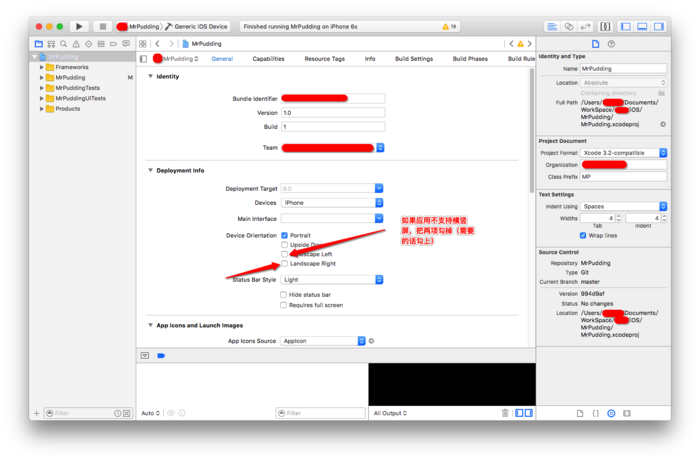 MrPudding
Generic iOS Device
Finished running MrPudding on iPhone 6s
18
MrPudding
MrPudding
Frameworks
MrPudding
M
MrPuddingTests
MrPuddingUITests
Products
MrPudding
General
Capabilities
Resource Tags
Info
Build Settings
Build Phases
Build Rule
Identity
Bundle Identifier
Version
1.0
Build
1
Team
Deployment Info
Deployment Target
8.0
Devices
iPhone
Main Interface
Device Orientation
Portrait
Upside Do
dscape Left
Landscape Right
如果应用不支持横竖
屏，把两项勾掉（需要
的话勾上）
Status Bar Style
Light
Hide status bar
Requires full screen
App Icons and Launch Images
App Icons Source
AppIcon
Filter
Auto
Filter
All Output
Identity and Type
Name
MrPudding
Location
Absolute
Containing directory
Full Path
/Users/
Documents/
WorkSpace/
iOS/
MrPudding/
MrPudding.xcodeproj
Project Document
Project Format
Xcode 3.2-compatible
Organization
Class Prefix
MP
Text Settings
Indent Using
Spaces
Widths
4
4
Tab
Indent
Wrap lines
Source Control
Repository
MrPudding
Type
Git
Current Branch
master
Version
994d9af
Status
No changes
Location
/Users/
Documents/
WorkSpace/
iOS/
MrPudding/
MrPudding.xcodeproj